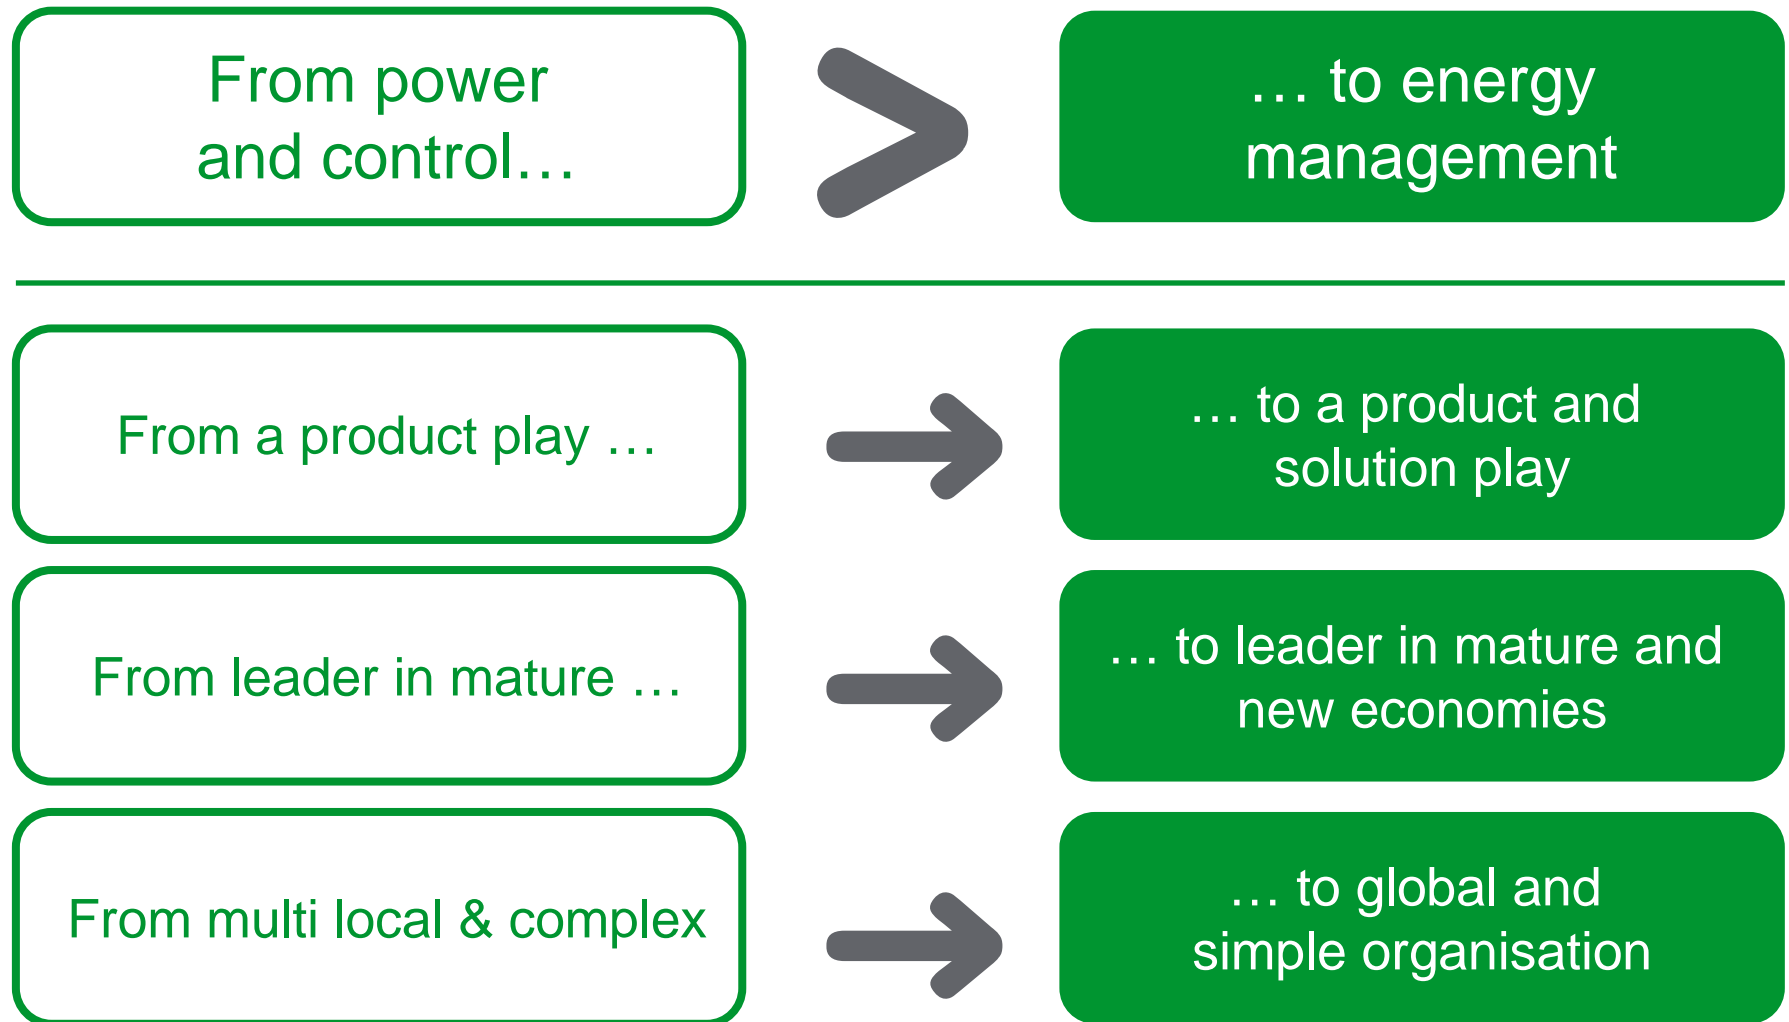 From power
and control…
… to energy
management
From a product play …
… to a product and
solution play
From leader in mature …
… to leader in mature and
new economies
From multi local & complex
… to global and
simple organisation